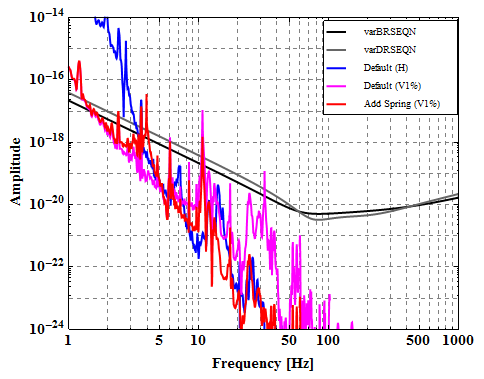 10^-14
10^-16
10^-18
10^-20
10^-22
10^-24
Amplitude
varBRSEQN
varDRSEQN
Default (H)
Default (V1%)
Add Spring (V1%)
1 5 10 50 100 500 1000
Frequency [Hz]